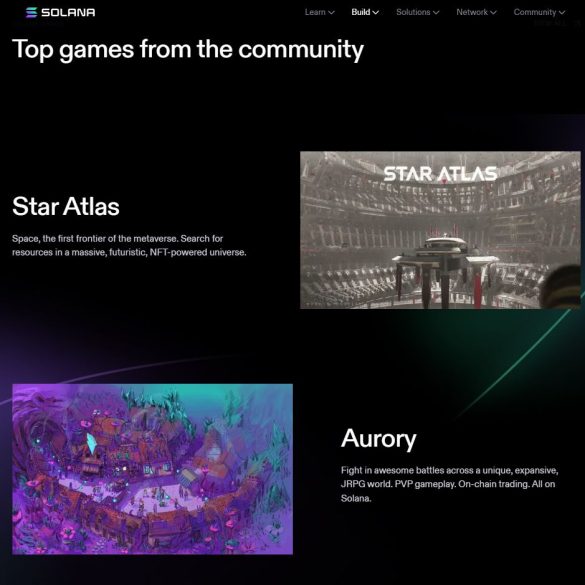 SOLANA
Learn Build Solutions Network Community
Top games from the community
STAR ATLAS
Star Atlas
Space, the first frontier of the metaverse. Search for
resources in a massive, futuristic, NFT-powered universe.
Aurory
Fight in awesome battles across a unique, expansive,
JRPG world. PVP gameplay. On-chain trading. All on
Solana.